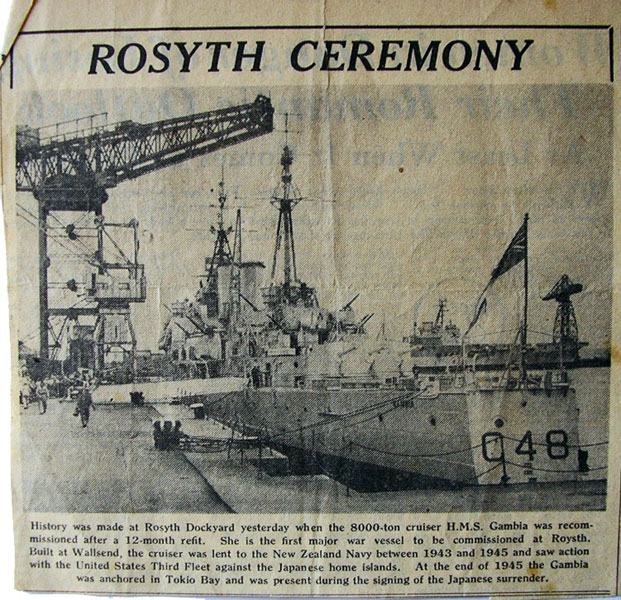 ROSYTH CEREMONY
C48
History was made at Rosyth Dockyard yesterday when the 8000-ton cruiser H.M.S. Gambia was recom-
missioned after a 12-month refit. She is the first major war vessel to be commissioned at Roysth.
Built at Wallsend, the cruiser was lent to the New Zealand Navy between 1943 and 1945 and saw action
with the United States Third Fleet against the Japanese home islands. At the end of 1945 the Gambia
was anchored in Tokio Bay and was present during the signing of the Japanese surrender.